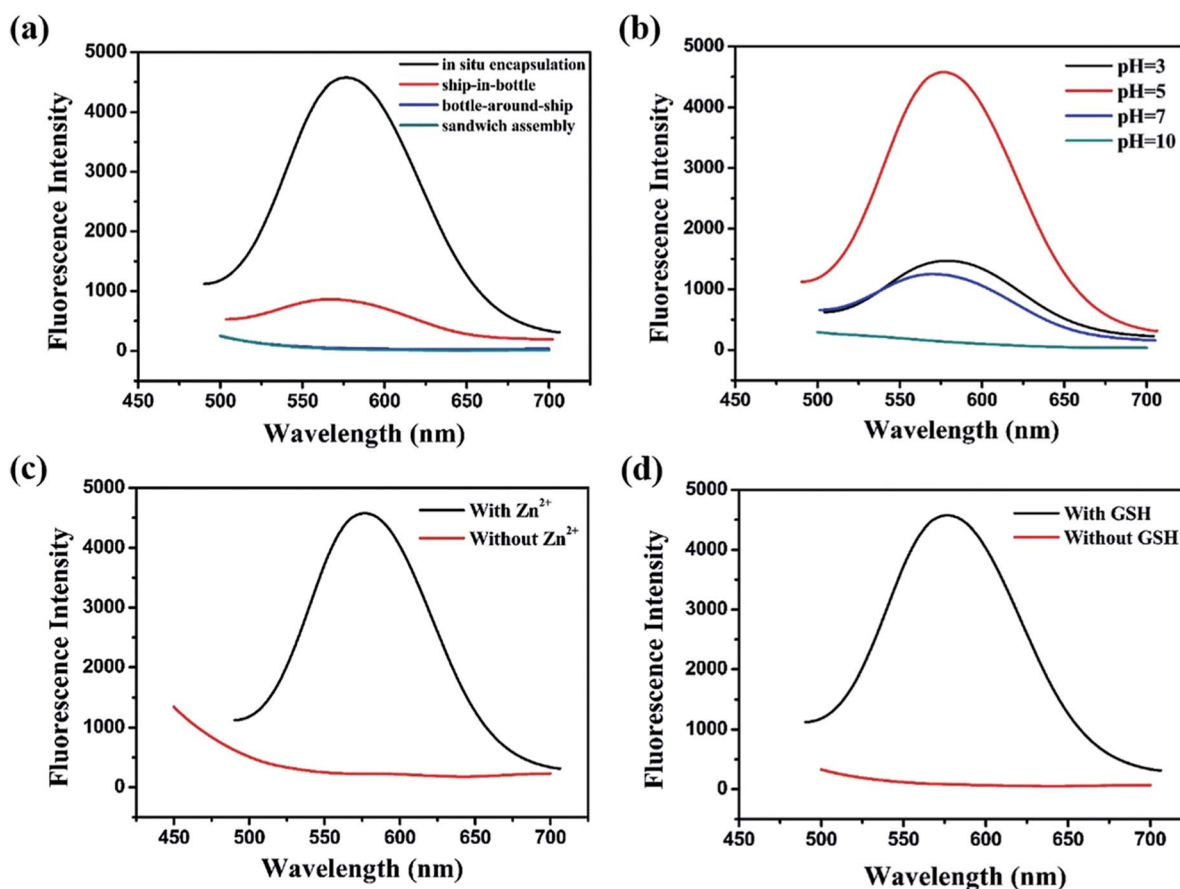 (a)
5000
4000
3000
2000
1000
0
Fluorescence Intensity
in situ encapsulation
ship-in-bottle
bottle-around-ship
sandwich assembly
450 500 550 600 650 700
Wavelength (nm)
(b)
5000
4000
3000
2000
1000
0
Fluorescence Intensity
pH=3
pH=5
pH=7
pH=10
450 500 550 600 650 700
Wavelength (nm)
(c)
5000
4000
3000
2000
1000
0
Fluorescence Intensity
With Zn²⁺
Without Zn²⁺
450 500 550 600 650 700
Wavelength (nm)
(d)
5000
4000
3000
2000
1000
0
Fluorescence Intensity
With GSH
Without GSH
450 500 550 600 650 700
Wavelength (nm)